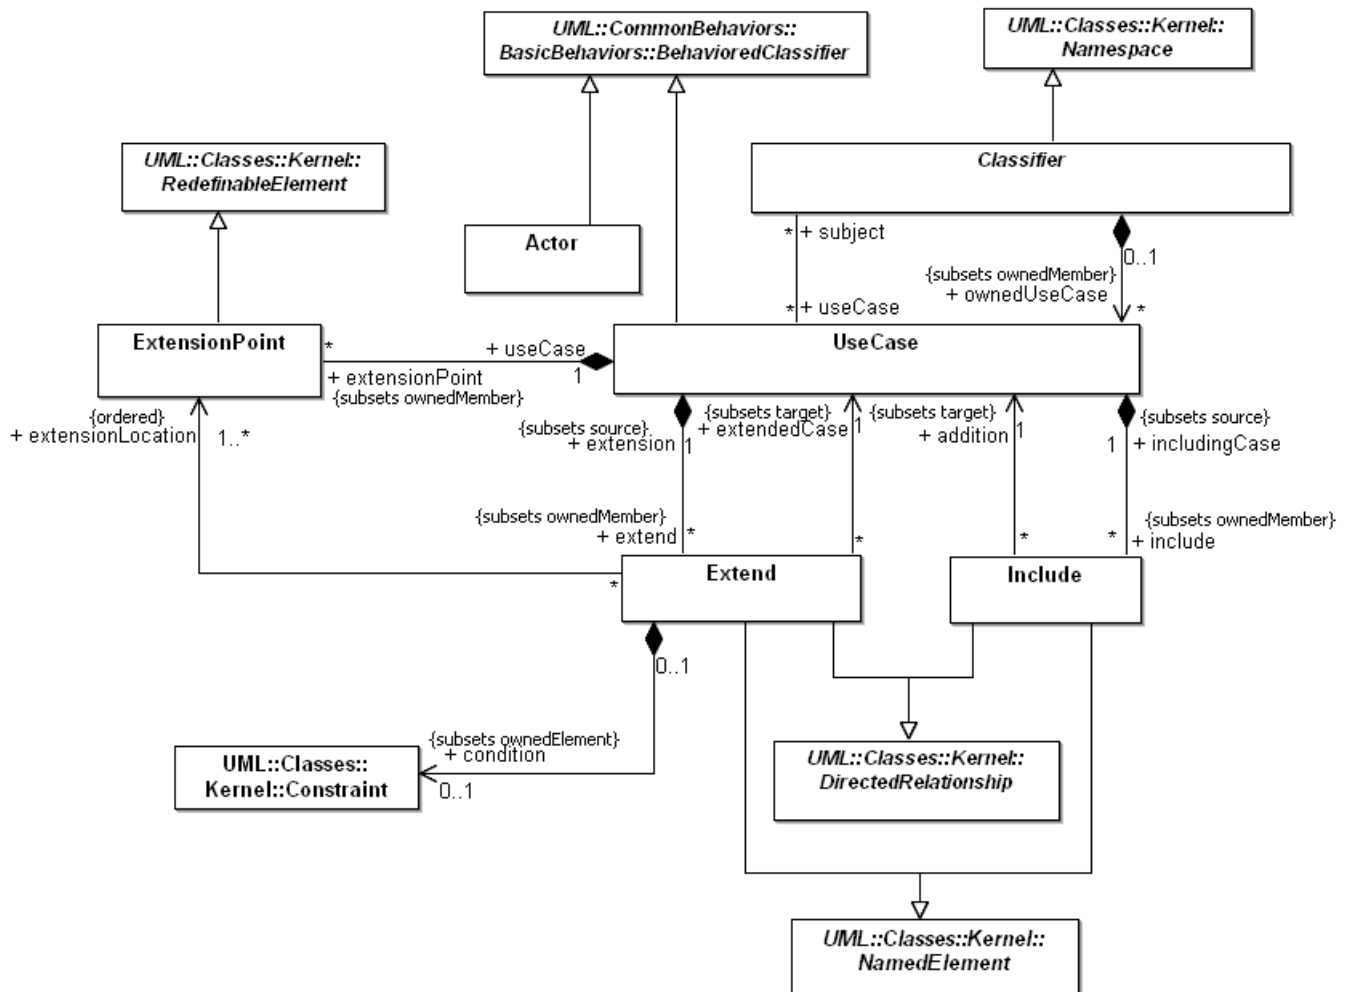 UML::CommonBehaviors::
BasicBehaviors::BehavioredClassifier
UML::Classes::Kernel::
Namespace
UML::Classes::Kernel::
RedefinableElement
Classifier
Actor
* + subject
0..1
{subsets ownedMember}
+ ownedUseCase
*
* + useCase
ExtensionPoint
*
+ useCase
1
+ extensionPoint
{subsets ownedMember}
UseCase
{ordered}
+ extensionLocation
1..*
{subsets source}
+ extension
1
{subsets target}
+ extendedCase
1
{subsets target}
+ addition
1
{subsets source}
1
+ includingCase
{subsets ownedMember}
+ extend
*
*
*
*
{subsets ownedMember}
+ include
*
Extend
Include
0..1
{subsets ownedElement}
+ condition
0..1
UML::Classes::
Kernel::Constraint
UML::Classes::Kernel::
DirectedRelationship
UML::Classes::Kernel::
NamedElement